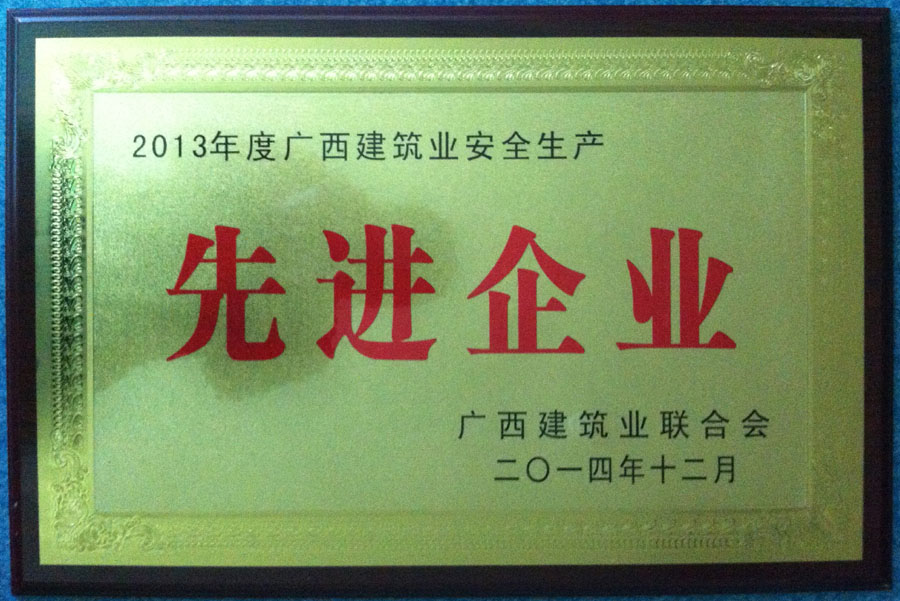 2013年度广西建筑业安全生产
先进企业
广西建筑业联合会
二〇一四年十二月